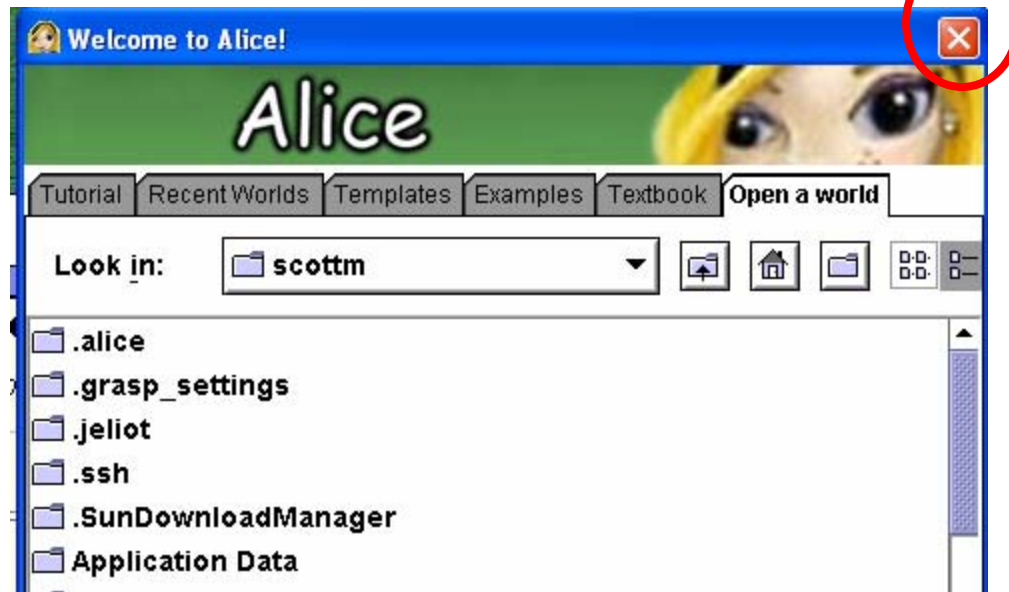 Welcome to Alice!
Alice
Tutorial Recent Worlds Templates Examples Textbook Open a world
Look in: scottm
.alice
.grasp_settings
.jeliot
.ssh
.SunDownloadManager
Application Data